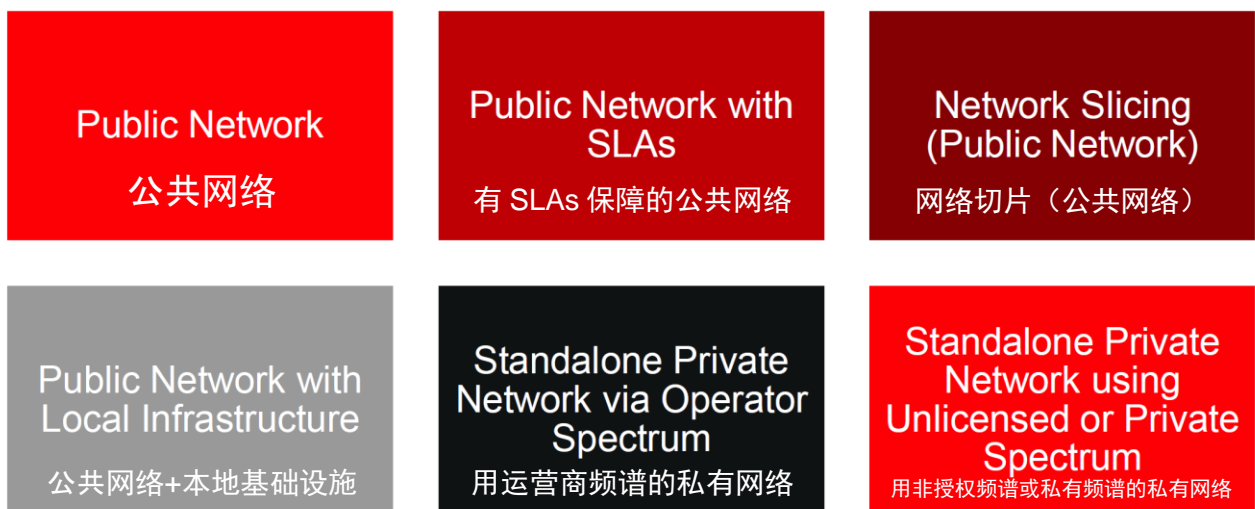 Public Network
公共网络
Public Network with
SLAs
有 SLAs 保障的公共网络
Network Slicing
(Public Network)
网络切片（公共网络）
Public Network with
Local Infrastructure
公共网络+本地基础设施
Standalone Private
Network via Operator
Spectrum
用运营商频谱的私有网络
Standalone Private
Network using
Unlicensed or Private
Spectrum
用非授权频谱或私有频谱的私有网络